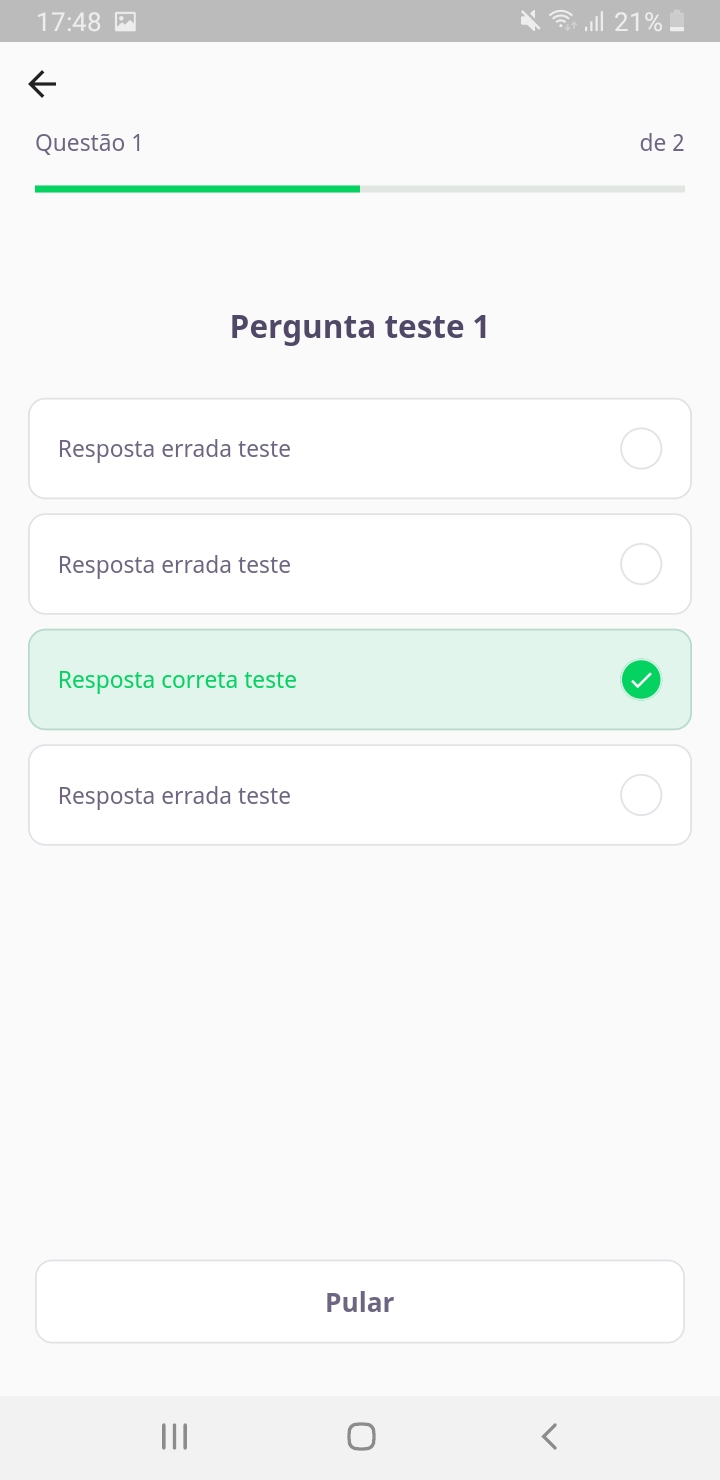 17:48 21%
Questão 1 de 2
Pergunta teste 1
Resposta errada teste
Resposta errada teste
Resposta correta teste
Resposta errada teste
Pular